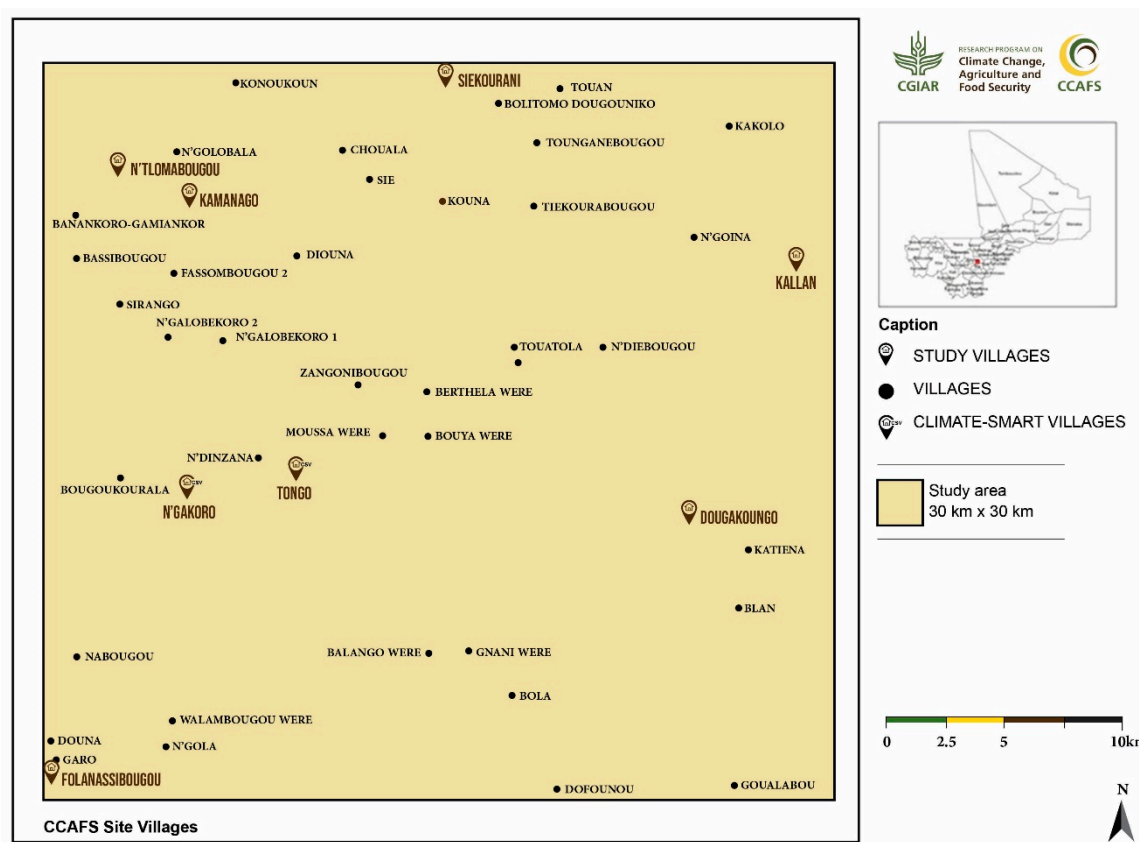 RESEARCH PROGRAM ON
Climate Change,
Agriculture and
Food Security
CGIAR
CCAFS
KONOUKOUN
SIEKOURANI
TOUAN
BOLITOMO DOUGOUNIKO
KAKOLO
TOUNGANEBOUGOU
N'GOLOBALA
CHOUALA
N'TLOMABOUGOU
SIE
KAMANAGO
KOUNA
TIEKOURABOUGOU
BANANKORO-GAMIANKOR
N'GOINA
DIOUNA
BASSIBOUGOU
FASSOMBOUGOU 2
KALLAN
SIRANGO
N'GALOBEKORO 2
N'GALOBEKORO 1
TOUATOLA
N'DIEBOUGOU
ZANGONIBOUGOU
BERTHELA WERE
MOUSSA WERE
BOUYA WERE
N'DINZANA
CSV
TONGO
BOUGOUKOURALA
CSV
N'GAKORO
DOUGAKOUNGO
KATIENA
BLAN
NABOUGOU
BALANGO WERE
GNANI WERE
BOLA
WALAMBOUGOU WERE
DOUNA
N'GOLA
GARO
FOLANASSIBOUGOU
DOFOUNOU
GOUALABOU
CCAFS Site Villages
Caption
STUDY VILLAGES
VILLAGES
CSV
CLIMATE-SMART VILLAGES
Study area
30 km x 30 km
0 2.5 5 10km
N